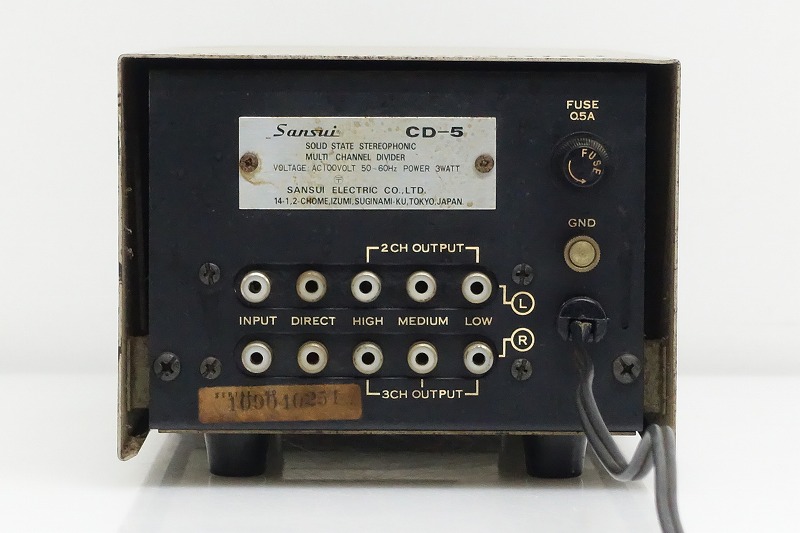 Sansui CD-5
SOLID STATE STEREOPHONIC
MULTI CHANNEL DIVIDER
VOLTAGE AC100VOLT 50-60Hz POWER 3WATT
〒
SANSUI ELECTRIC CO.,LTD.
14-1,2-CHOME,IZUMI,SUGINAMI-KU,TOKYO,JAPAN
FUSE
0.5A
FUSE
GND
2CH OUTPUT
L
INPUT DIRECT HIGH MEDIUM LOW
R
3CH OUTPUT